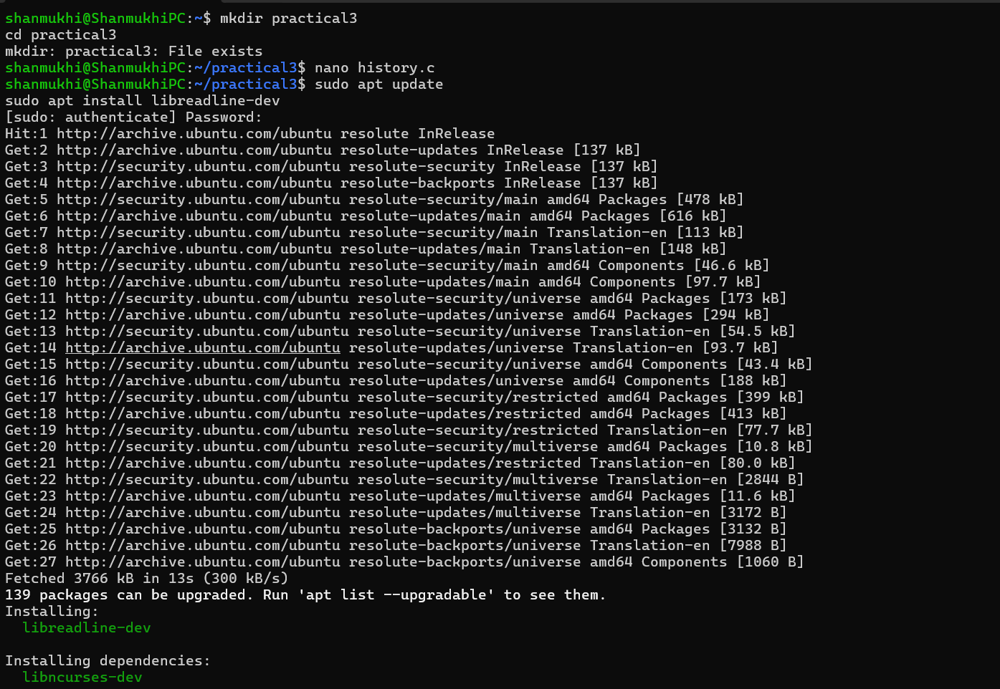 shanmukhi@ShanmukhiPC:~$ mkdir practical3
cd practical3
mkdir: practical3: File exists
shanmukhi@ShanmukhiPC:~/practical3$ nano history.c
shanmukhi@ShanmukhiPC:~/practical3$ sudo apt update
sudo apt install libreadline-dev
[sudo: authenticate] Password:
Hit:1 http://archive.ubuntu.com/ubuntu resolute InRelease
Get:2 http://archive.ubuntu.com/ubuntu resolute-updates InRelease [137 kB]
Get:3 http://security.ubuntu.com/ubuntu resolute-security InRelease [137 kB]
Get:4 http://archive.ubuntu.com/ubuntu resolute-backports InRelease [137 kB]
Get:5 http://security.ubuntu.com/ubuntu resolute-security/main amd64 Packages [478 kB]
Get:6 http://archive.ubuntu.com/ubuntu resolute-updates/main amd64 Packages [616 kB]
Get:7 http://security.ubuntu.com/ubuntu resolute-security/main Translation-en [113 kB]
Get:8 http://archive.ubuntu.com/ubuntu resolute-updates/main Translation-en [148 kB]
Get:9 http://security.ubuntu.com/ubuntu resolute-security/main amd64 Components [46.6 kB]
Get:10 http://archive.ubuntu.com/ubuntu resolute-updates/main amd64 Components [97.7 kB]
Get:11 http://security.ubuntu.com/ubuntu resolute-security/universe amd64 Packages [173 kB]
Get:12 http://archive.ubuntu.com/ubuntu resolute-updates/universe amd64 Packages [294 kB]
Get:13 http://security.ubuntu.com/ubuntu resolute-security/universe Translation-en [54.5 kB]
Get:14 http://archive.ubuntu.com/ubuntu resolute-updates/universe Translation-en [93.7 kB]
Get:15 http://security.ubuntu.com/ubuntu resolute-security/universe amd64 Components [43.4 kB]
Get:16 http://archive.ubuntu.com/ubuntu resolute-updates/universe amd64 Components [188 kB]
Get:17 http://security.ubuntu.com/ubuntu resolute-security/restricted amd64 Packages [399 kB]
Get:18 http://archive.ubuntu.com/ubuntu resolute-updates/restricted amd64 Packages [413 kB]
Get:19 http://security.ubuntu.com/ubuntu resolute-security/restricted Translation-en [77.7 kB]
Get:20 http://security.ubuntu.com/ubuntu resolute-security/multiverse amd64 Packages [10.8 kB]
Get:21 http://archive.ubuntu.com/ubuntu resolute-updates/restricted Translation-en [80.0 kB]
Get:22 http://security.ubuntu.com/ubuntu resolute-security/multiverse Translation-en [2844 B]
Get:23 http://archive.ubuntu.com/ubuntu resolute-updates/multiverse amd64 Packages [11.6 kB]
Get:24 http://archive.ubuntu.com/ubuntu resolute-updates/multiverse Translation-en [3172 B]
Get:25 http://archive.ubuntu.com/ubuntu resolute-backports/universe amd64 Packages [3132 B]
Get:26 http://archive.ubuntu.com/ubuntu resolute-backports/universe Translation-en [7988 B]
Get:27 http://archive.ubuntu.com/ubuntu resolute-backports/universe amd64 Components [1060 B]
Fetched 3766 kB in 13s (300 kB/s)
139 packages can be upgraded. Run 'apt list --upgradable' to see them.
Installing:
  libreadline-dev

Installing dependencies:
  libncurses-dev